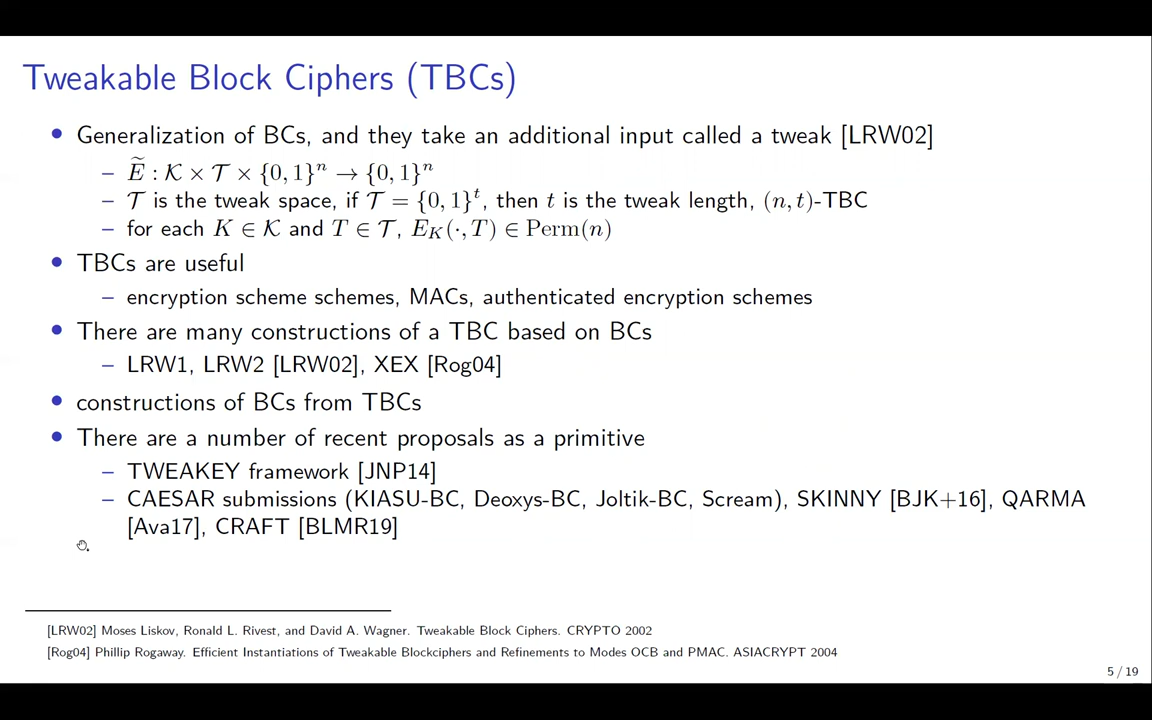 Tweakable Block Ciphers (TBCs)
• Generalization of BCs, and they take an additional input called a tweak [LRW02]
– Ẽ : 𝒦 × 𝒯 × {0, 1}ⁿ → {0, 1}ⁿ
– 𝒯 is the tweak space, if 𝒯 = {0, 1}ᵗ, then t is the tweak length, (n, t)-TBC
– for each K ∈ 𝒦 and T ∈ 𝒯, E_K(·, T) ∈ Perm(n)
• TBCs are useful
– encryption scheme schemes, MACs, authenticated encryption schemes
• There are many constructions of a TBC based on BCs
– LRW1, LRW2 [LRW02], XEX [Rog04]
• constructions of BCs from TBCs
• There are a number of recent proposals as a primitive
– TWEAKEY framework [JNP14]
– CAESAR submissions (KIASU-BC, Deoxys-BC, Joltik-BC, Scream), SKINNY [BJK+16], QARMA
[Ava17], CRAFT [BLMR19]
[LRW02] Moses Liskov, Ronald L. Rivest, and David A. Wagner. Tweakable Block Ciphers. CRYPTO 2002
[Rog04] Phillip Rogaway. Efficient Instantiations of Tweakable Blockciphers and Refinements to Modes OCB and PMAC. ASIACRYPT 2004
5 / 19